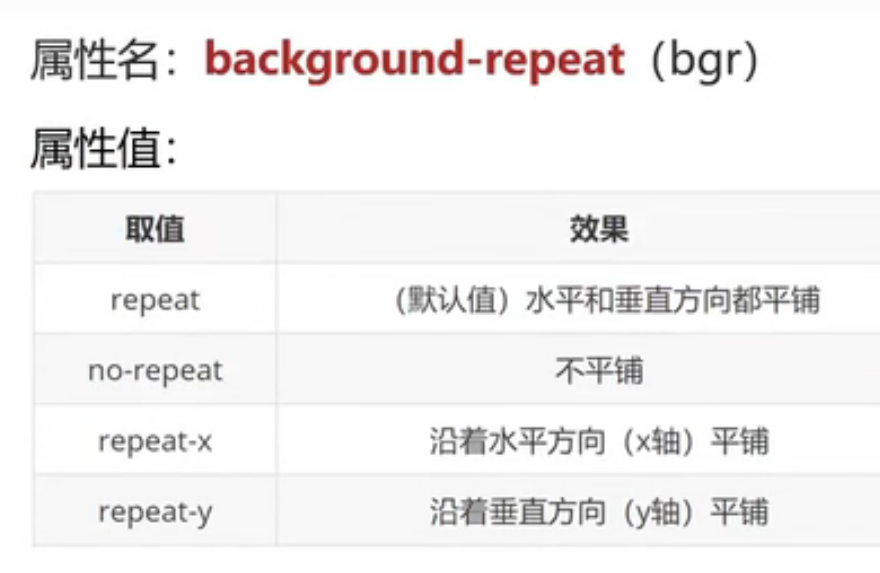 属性名：background-repeat（bgr）
属性值：
取值 效果
repeat （默认值）水平和垂直方向都平铺
no-repeat 不平铺
repeat-x 沿着水平方向（x轴）平铺
repeat-y 沿着垂直方向（y轴）平铺